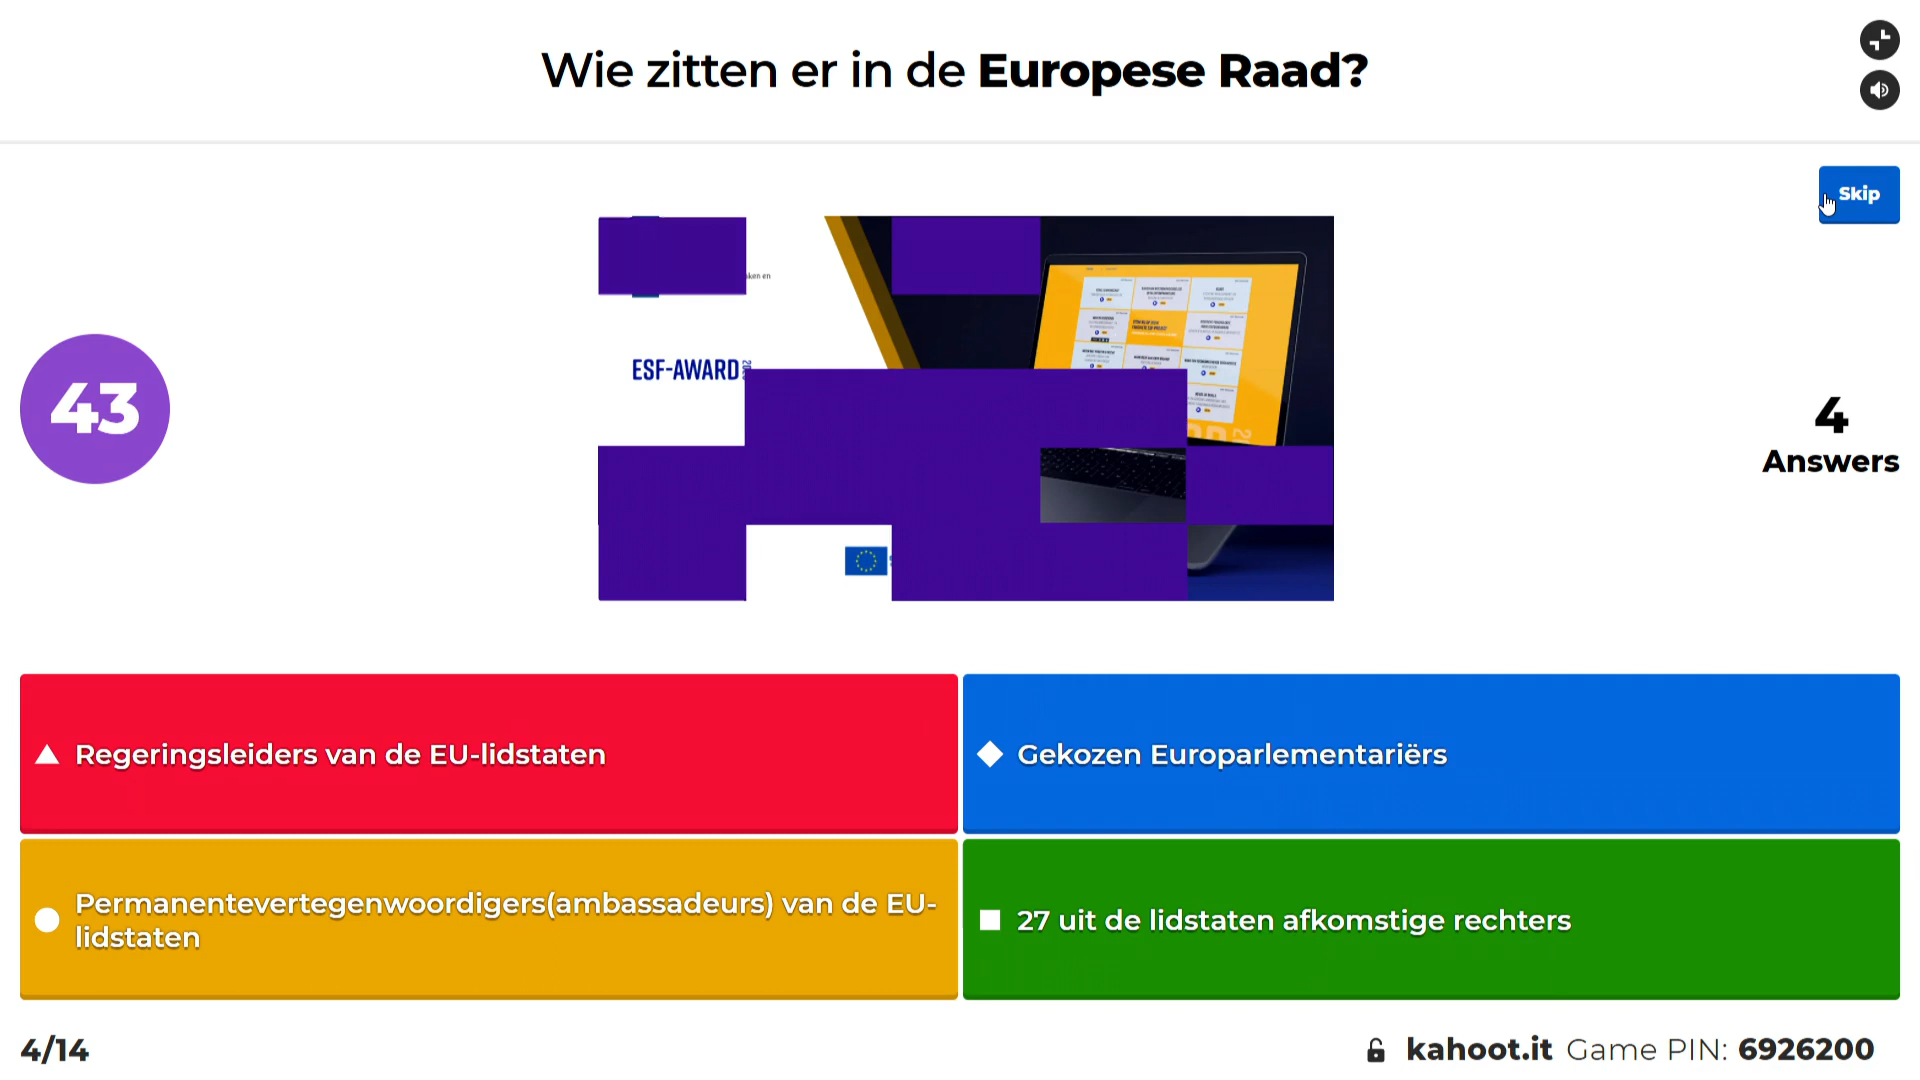 Wie zitten er in de Europese Raad?
Skip
ken en
43
ESF-AWARD
4
Answers
Regeringsleiders van de EU-lidstaten
Gekozen Europarlementariërs
Permanentevertegenwoordigers(ambassadeurs) van de EU-
lidstaten
27 uit de lidstaten afkomstige rechters
4/14
kahoot.it Game PIN: 6926200